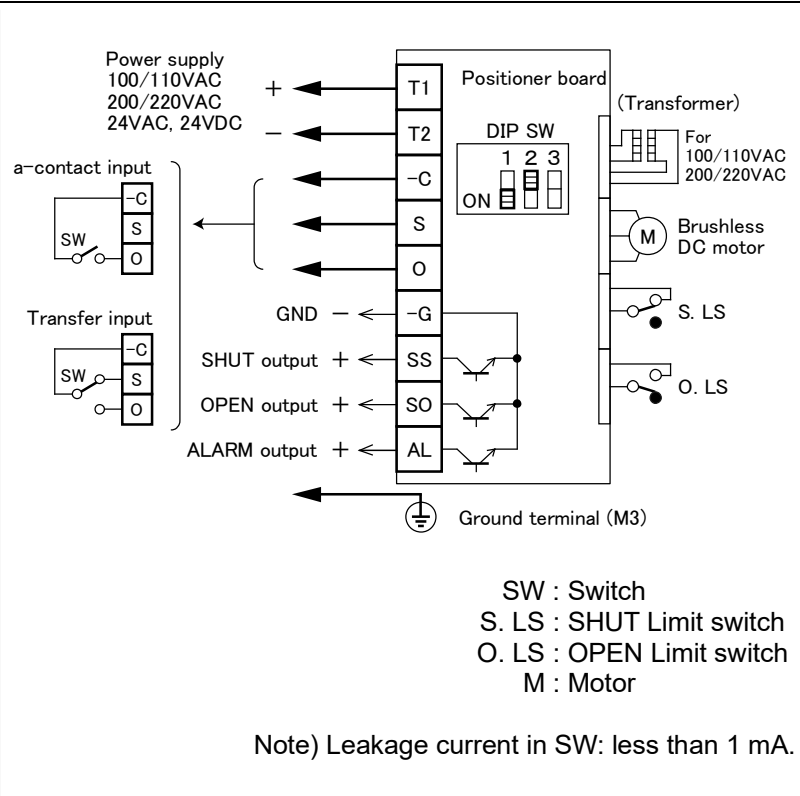 Power supply
100/110VAC
200/220VAC
24VAC, 24DC
+
−
T1
T2
-C
S
O
-G
SS
SO
AL
Positioner board
DIP SW
1 2 3
ON
(Transformer)
For
100/110VAC
200/220VAC
M
Brushless
DC motor
S. LS
O. LS
a-contact input
-C
S
O
SW
Transfer input
-C
S
O
SW
GND −
SHUT output +
OPEN output +
ALARM output +
Ground terminal (M3)
SW : Switch
S. LS : SHUT Limit switch
O. LS : OPEN Limit switch
M : Motor
Note) Leakage current in SW: less than 1 mA.